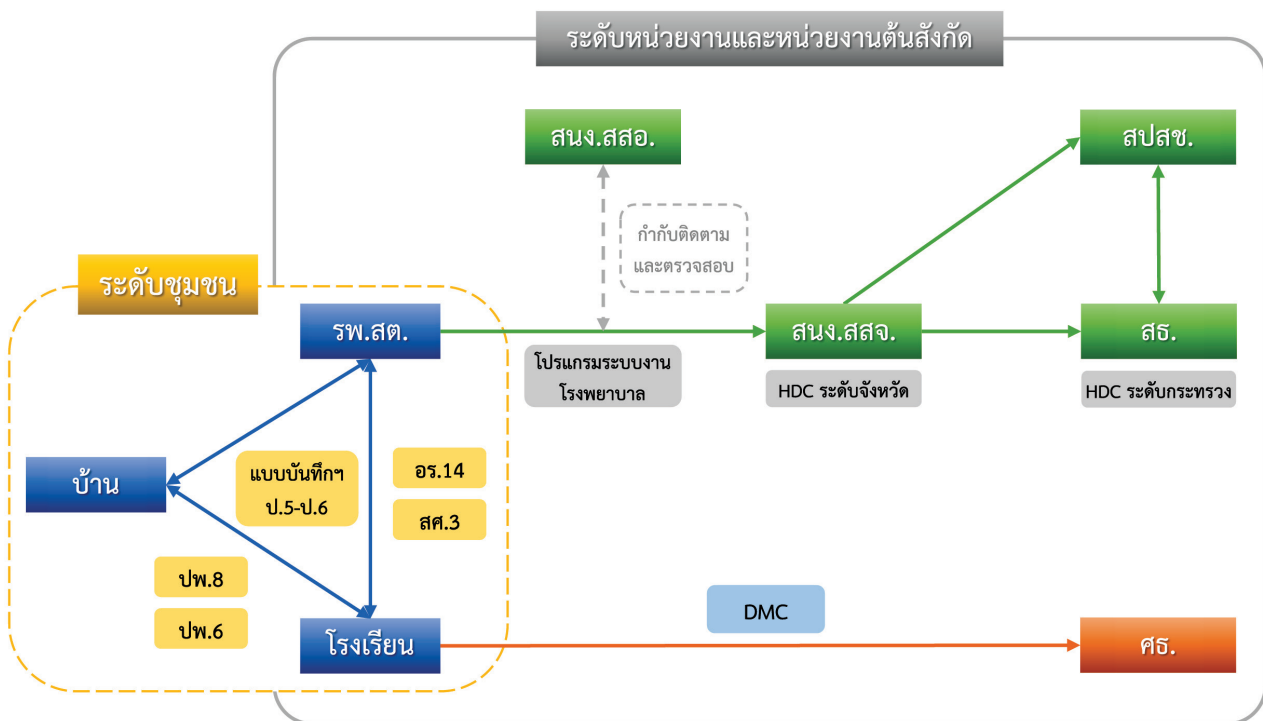 ระดับหน่วยงานและหน่วยงานต้นสังกัด
สนง.สสอ.
สปสช.
กำกับติดตาม
และตรวจสอบ
ระดับชุมชน
รพ.สต.
สนง.สสจ.
สธ.
โปรแกรมระบบงาน
โรงพยาบาล
HDC ระดับจังหวัด
HDC ระดับกระทรวง
บ้าน
แบบบันทึกฯ
ป.5-ป.6
อร.14
สศ.3
ปพ.8
ปพ.6
DMC
โรงเรียน
ศธ.